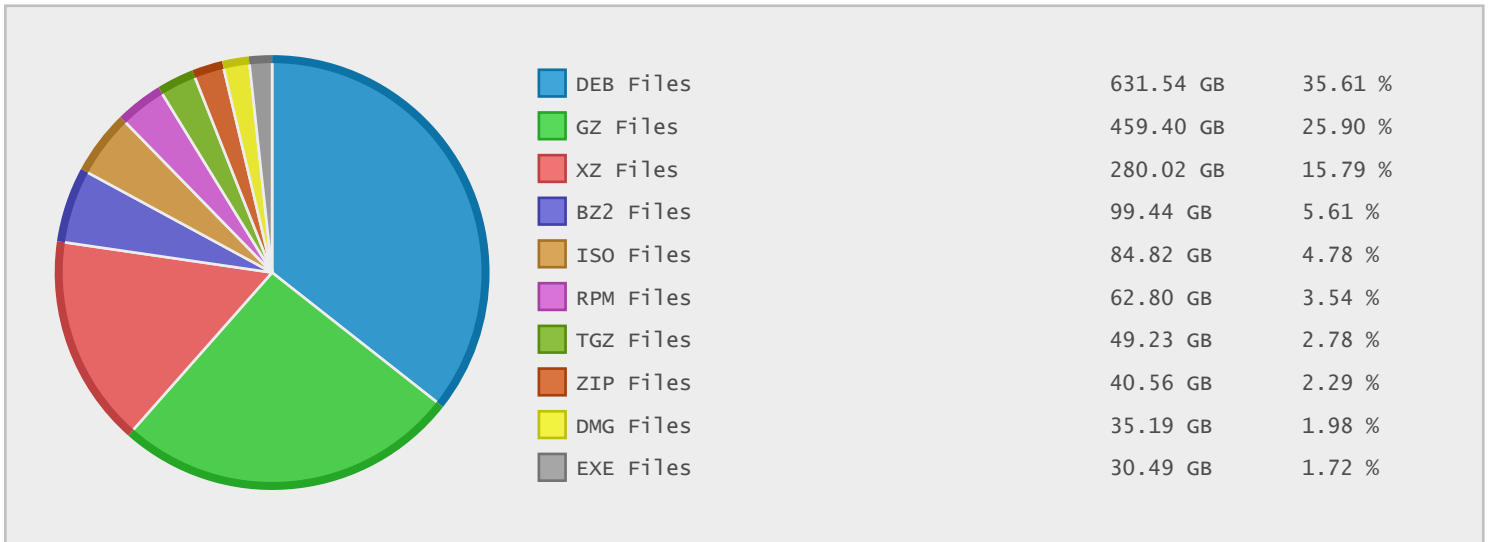 DEB Files 631.54 GB 35.61 %
GZ Files 459.40 GB 25.90 %
XZ Files 280.02 GB 15.79 %
BZ2 Files 99.44 GB 5.61 %
ISO Files 84.82 GB 4.78 %
RPM Files 62.80 GB 3.54 %
TGZ Files 49.23 GB 2.78 %
ZIP Files 40.56 GB 2.29 %
DMG Files 35.19 GB 1.98 %
EXE Files 30.49 GB 1.72 %